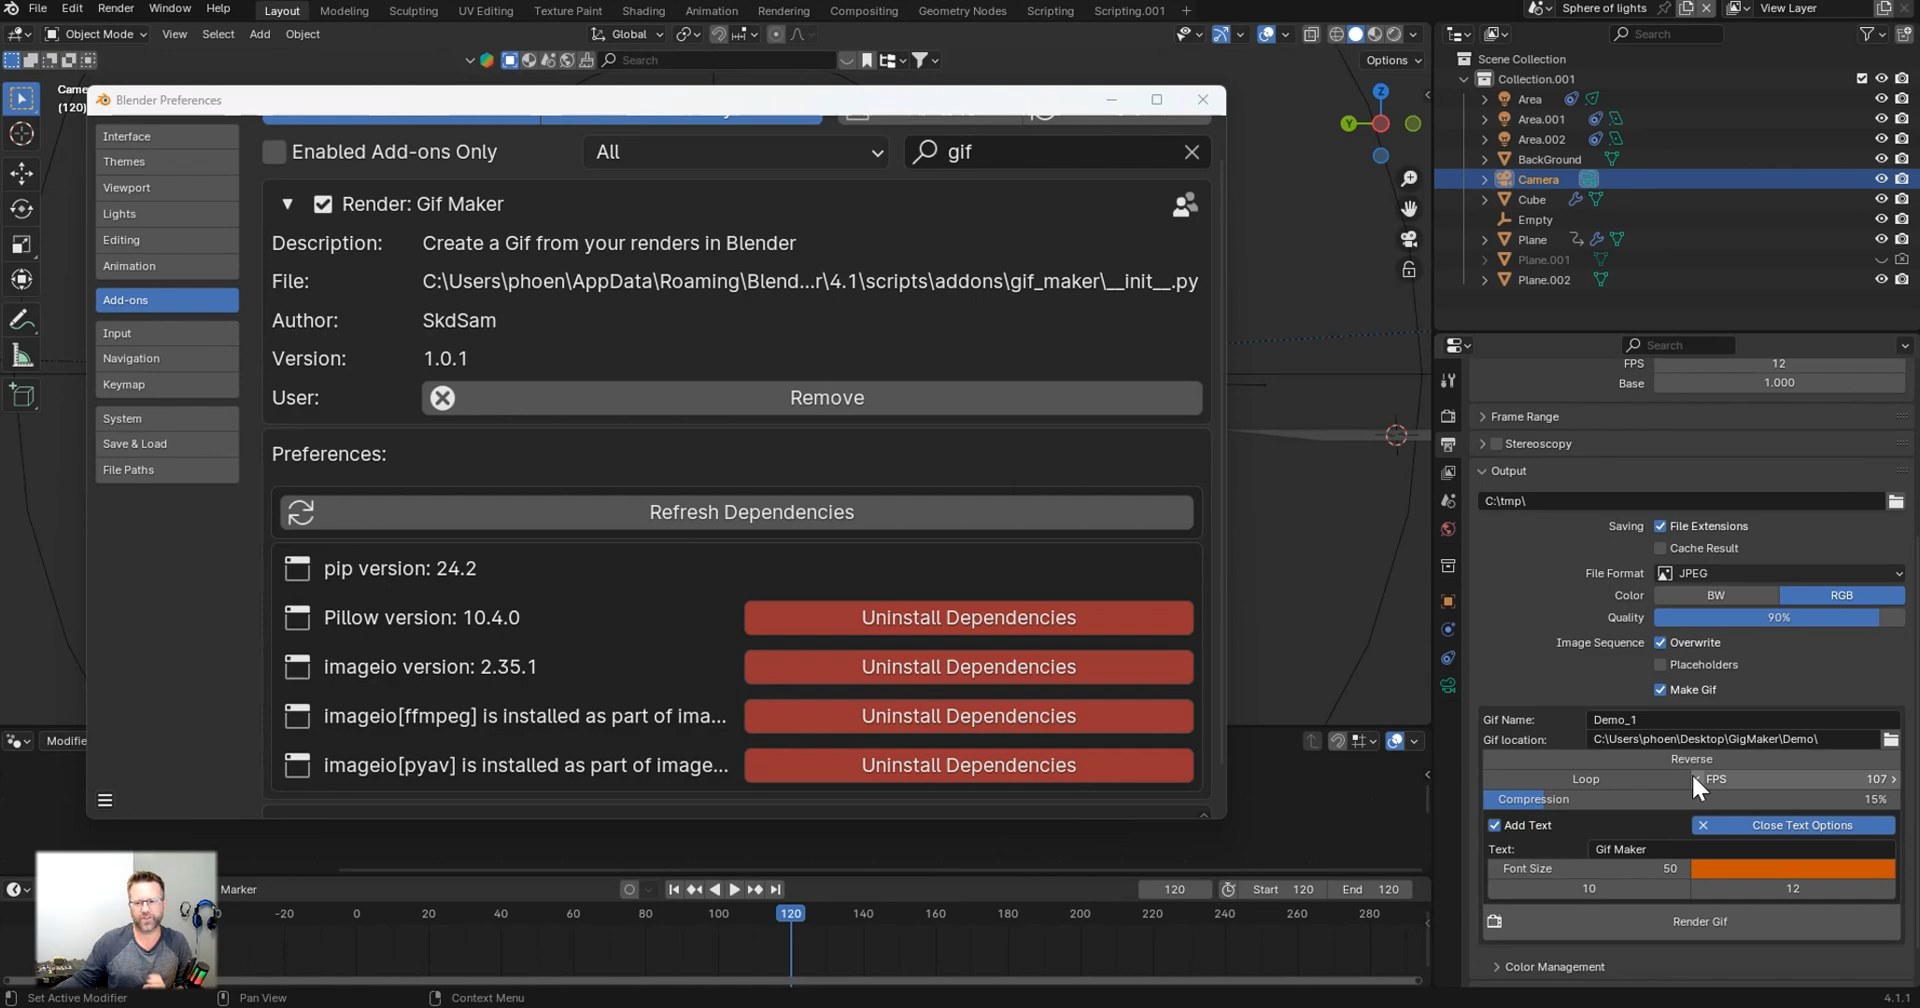 File Edit Render Window Help Layout Modeling Sculpting UV Editing Texture Paint Shading Animation Rendering Compositing Geometry Nodes Scripting Scripting.001 + Sphere of lights View Layer
Object Mode View Select Add Object Global Search
Search Options
Scene Collection
Collection.001
Area
Area.001
Area.002
BackGround
Camera
Cube
Empty
Plane
Plane.001
Plane.002
(120)
Z
Y
Blender Preferences
Interface
Themes
Viewport
Lights
Editing
Animation
Add-ons
Input
Navigation
Keymap
System
Save & Load
File Paths
Enabled Add-ons Only All gif
Render: Gif Maker
Description: Create a Gif from your renders in Blender
File: C:\Users\phoen\AppData\Roaming\Blend...r\4.1\scripts\addons\gif_maker\__init__.py
Author: SkdSam
Version: 1.0.1
User: Remove
Preferences:
Refresh Dependencies
pip version: 24.2
Pillow version: 10.4.0 Uninstall Dependencies
imageio version: 2.35.1 Uninstall Dependencies
imageio[ffmpeg] is installed as part of ima... Uninstall Dependencies
imageio[pyav] is installed as part of image... Uninstall Dependencies
Search
FPS 12
Base 1.000
Frame Range
Stereoscopy
Output
C:\tmp\
Saving File Extensions
Cache Result
File Format JPEG
Color BW RGB
Quality 90%
Image Sequence Overwrite
Placeholders
Make Gif
Gif Name: Demo_1
Gif location: C:\Users\phoen\Desktop\GigMaker\Demo\
Reverse
Loop FPS 107
Compression 15%
Add Text Close Text Options
Text: Gif Maker
Font Size 50
10 12
Render Gif
Color Management
Modifie
Marker 120 Start 120 End 120
-20 0 20 40 60 80 100 120 140 160 180 200 220 240 260 280
Set Active Modifier Pan View Context Menu 4.1.1